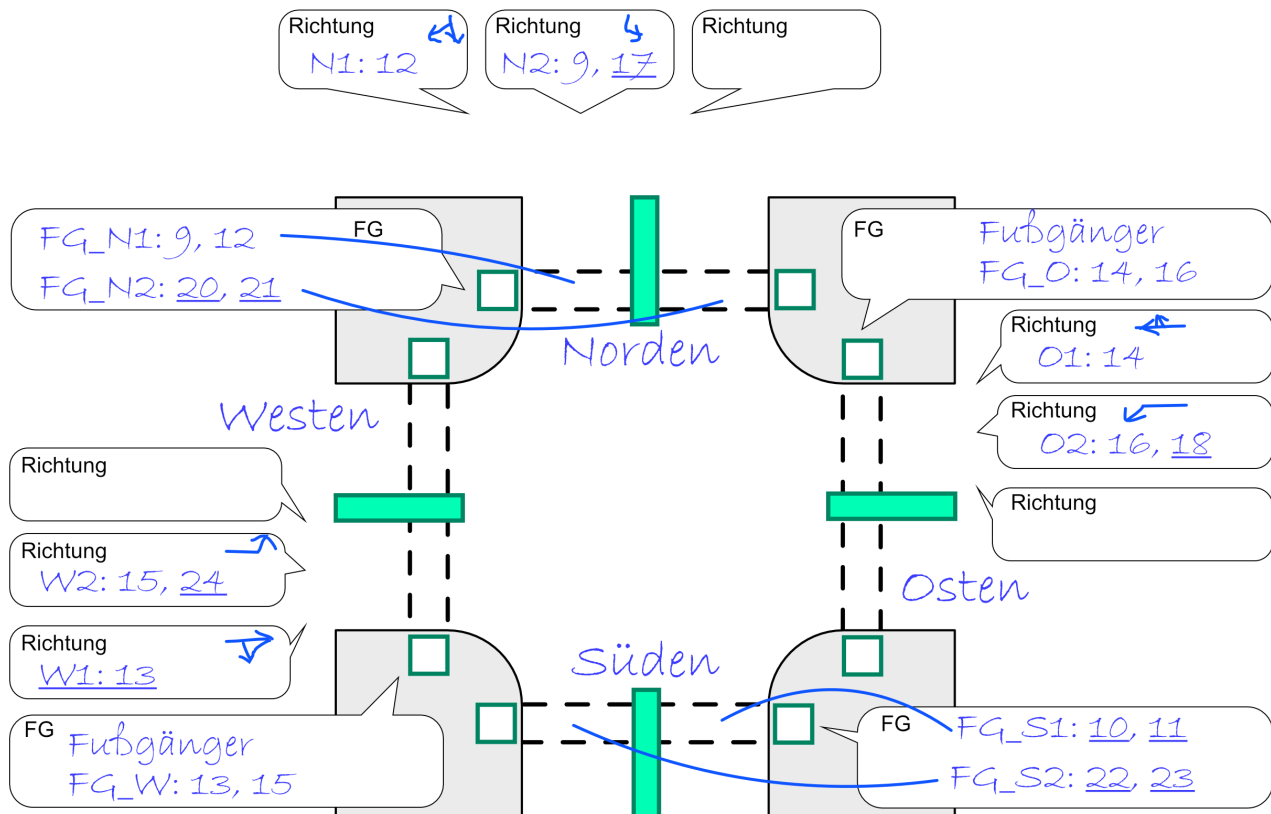 Richtung
N1: 12
Richtung
N2: 9, 17
Richtung
FG
FG_N1: 9, 12
FG_N2: 20, 21
FG
Fußgänger
FG_O: 14, 16
Norden
Richtung
O1: 14
Westen
Richtung
O2: 16, 18
Richtung
Richtung
Richtung
W2: 15, 24
Osten
Richtung
W1: 13
Süden
FG
Fußgänger
FG_W: 13, 15
FG
FG_S1: 10, 11
FG_S2: 22, 23